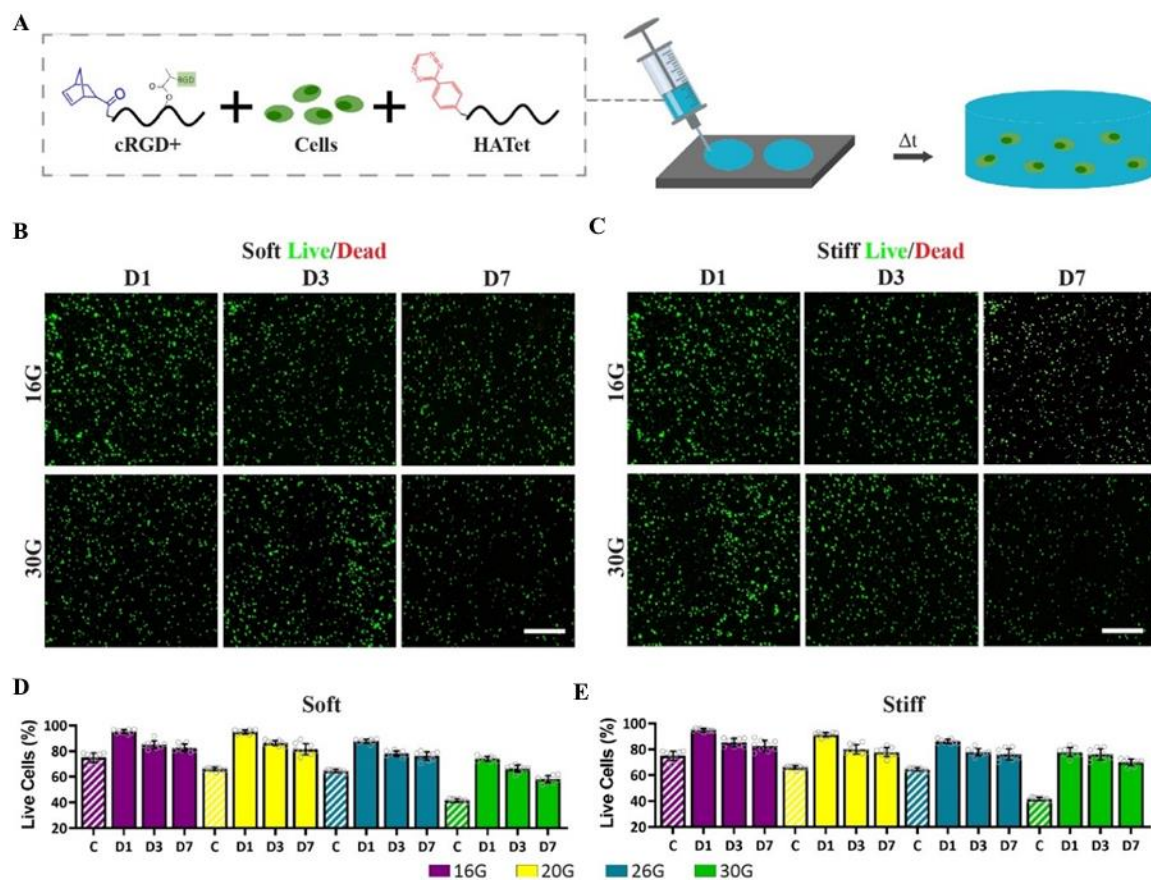 A
RGD
O
O
O
cRGD+
+
Cells
+
HATet
Δt
B
Soft Live/Dead
D1 D3 D7
16G
30G
C
Stiff Live/Dead
D1 D3 D7
16G
30G
D
Soft
Live Cells (%)
100
80
60
40
20
C D1 D3 D7 C D1 D3 D7 C D1 D3 D7 C D1 D3 D7
E
Stiff
Live Cells (%)
100
80
60
40
20
C D1 D3 D7 C D1 D3 D7 C D1 D3 D7 C D1 D3 D7
16G 20G 26G 30G